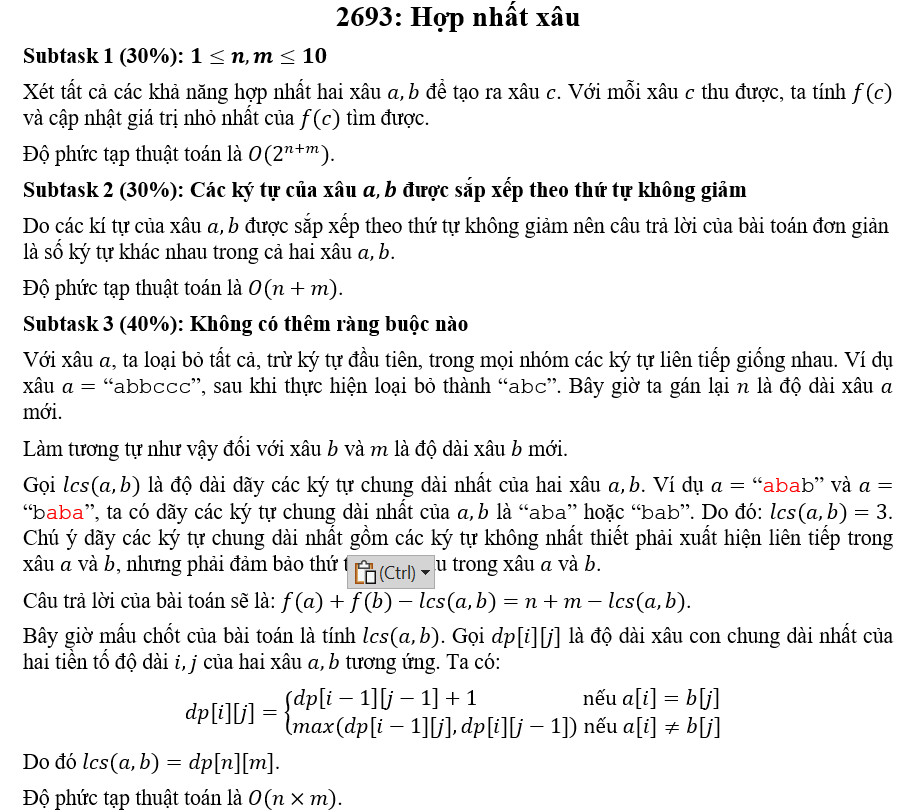 2693: Hợp nhất xâu
Subtask 1 (30%): 1 ≤ n, m ≤ 10
Xét tất cả các khả năng hợp nhất hai xâu a, b để tạo ra xâu c. Với mỗi xâu c thu được, ta tính f(c)
và cập nhật giá trị nhỏ nhất của f(c) tìm được.
Độ phức tạp thuật toán là O(2ⁿ⁺ᵐ).
Subtask 2 (30%): Các ký tự của xâu a, b được sắp xếp theo thứ tự không giảm
Do các kí tự của xâu a, b được sắp xếp theo thứ tự không giảm nên câu trả lời của bài toán đơn giản
là số ký tự khác nhau trong cả hai xâu a, b.
Độ phức tạp thuật toán là O(n + m).
Subtask 3 (40%): Không có thêm ràng buộc nào
Với xâu a, ta loại bỏ tất cả, trừ ký tự đầu tiên, trong mọi nhóm các ký tự liên tiếp giống nhau. Ví dụ
xâu a = “abbccc”, sau khi thực hiện loại bỏ thành “abc”. Bây giờ ta gán lại n là độ dài xâu a
mới.
Làm tương tự như vậy đối với xâu b và m là độ dài xâu b mới.
Gọi lcs(a, b) là độ dài dãy các ký tự chung dài nhất của hai xâu a, b. Ví dụ a = “abab” và a =
“baba”, ta có dãy các ký tự chung dài nhất của a, b là “aba” hoặc “bab”. Do đó: lcs(a, b) = 3.
Chú ý dãy các ký tự chung dài nhất gồm các ký tự không nhất thiết phải xuất hiện liên tiếp trong
xâu a và b, nhưng phải đảm bảo thứ (Ctrl) trong xâu a và b.
Câu trả lời của bài toán sẽ là: f(a) + f(b) − lcs(a, b) = n + m − lcs(a, b).
Bây giờ mấu chốt của bài toán là tính lcs(a, b). Gọi dp[i][j] là độ dài xâu con chung dài nhất của
hai tiền tố độ dài i, j của hai xâu a, b tương ứng. Ta có:
dp[i][j] = {dp[i − 1][j − 1] + 1 nếu a[i] = b[j]
max(dp[i − 1][j], dp[i][j − 1]) nếu a[i] ≠ b[j]
Do đó lcs(a, b) = dp[n][m].
Độ phức tạp thuật toán là O(n × m).